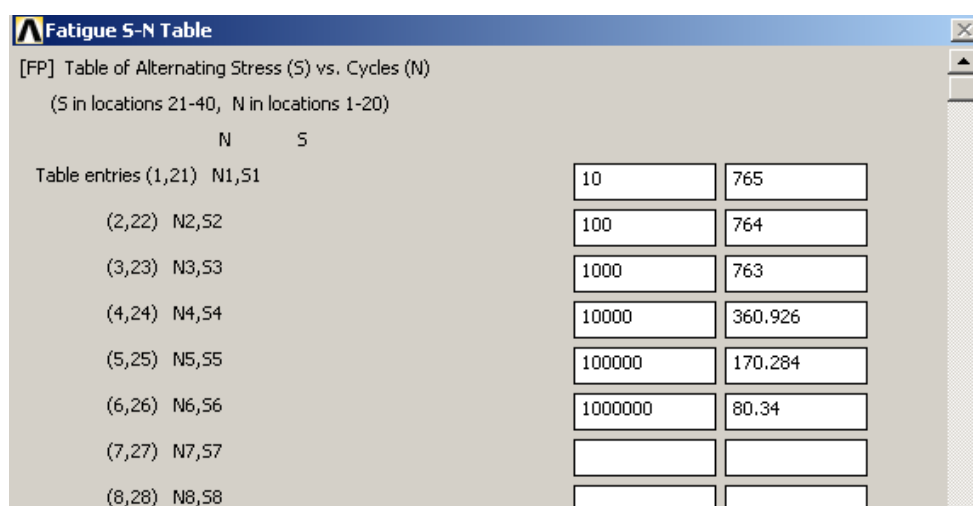 Fatigue S-N Table
[FP] Table of Alternating Stress (S) vs. Cycles (N)
(S in locations 21-40, N in locations 1-20)
N S
Table entries (1,21) N1,S1 10 765
(2,22) N2,S2 100 764
(3,23) N3,S3 1000 763
(4,24) N4,S4 10000 360.926
(5,25) N5,S5 100000 170.284
(6,26) N6,S6 1000000 80.34
(7,27) N7,S7
(8,28) N8,S8